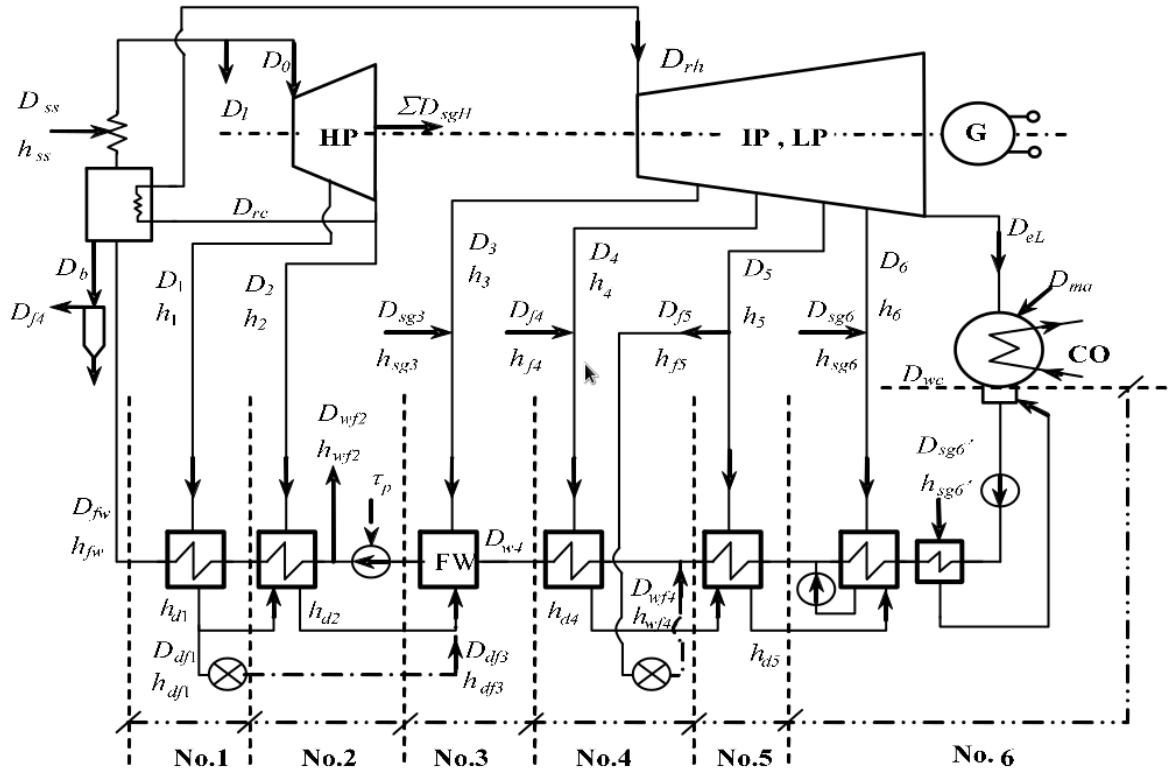 D_rh
D_0
D_ss
D_l
ΣD_sgH
HP
IP , LP
G
h_ss
D_rc
D_eL
D_b
D_1
h_1
D_2
h_2
D_3
h_3
D_4
h_4
D_5
h_5
D_6
h_6
D_ma
D_f4
D_sg3
h_sg3
D_f4
h_f4
D_f5
h_f5
D_sg6
h_sg6
CO
D_wc
D_wf2
h_wf2
τ_p
D_sg6′
h_sg6′
D_fw
h_fw
FW
D_w4
D_wf4
h_wf4
h_d1
h_d2
h_d4
h_d5
D_df1
h_df1
D_df3
h_df3
No.1
No.2
No.3
No.4
No.5
No. 6